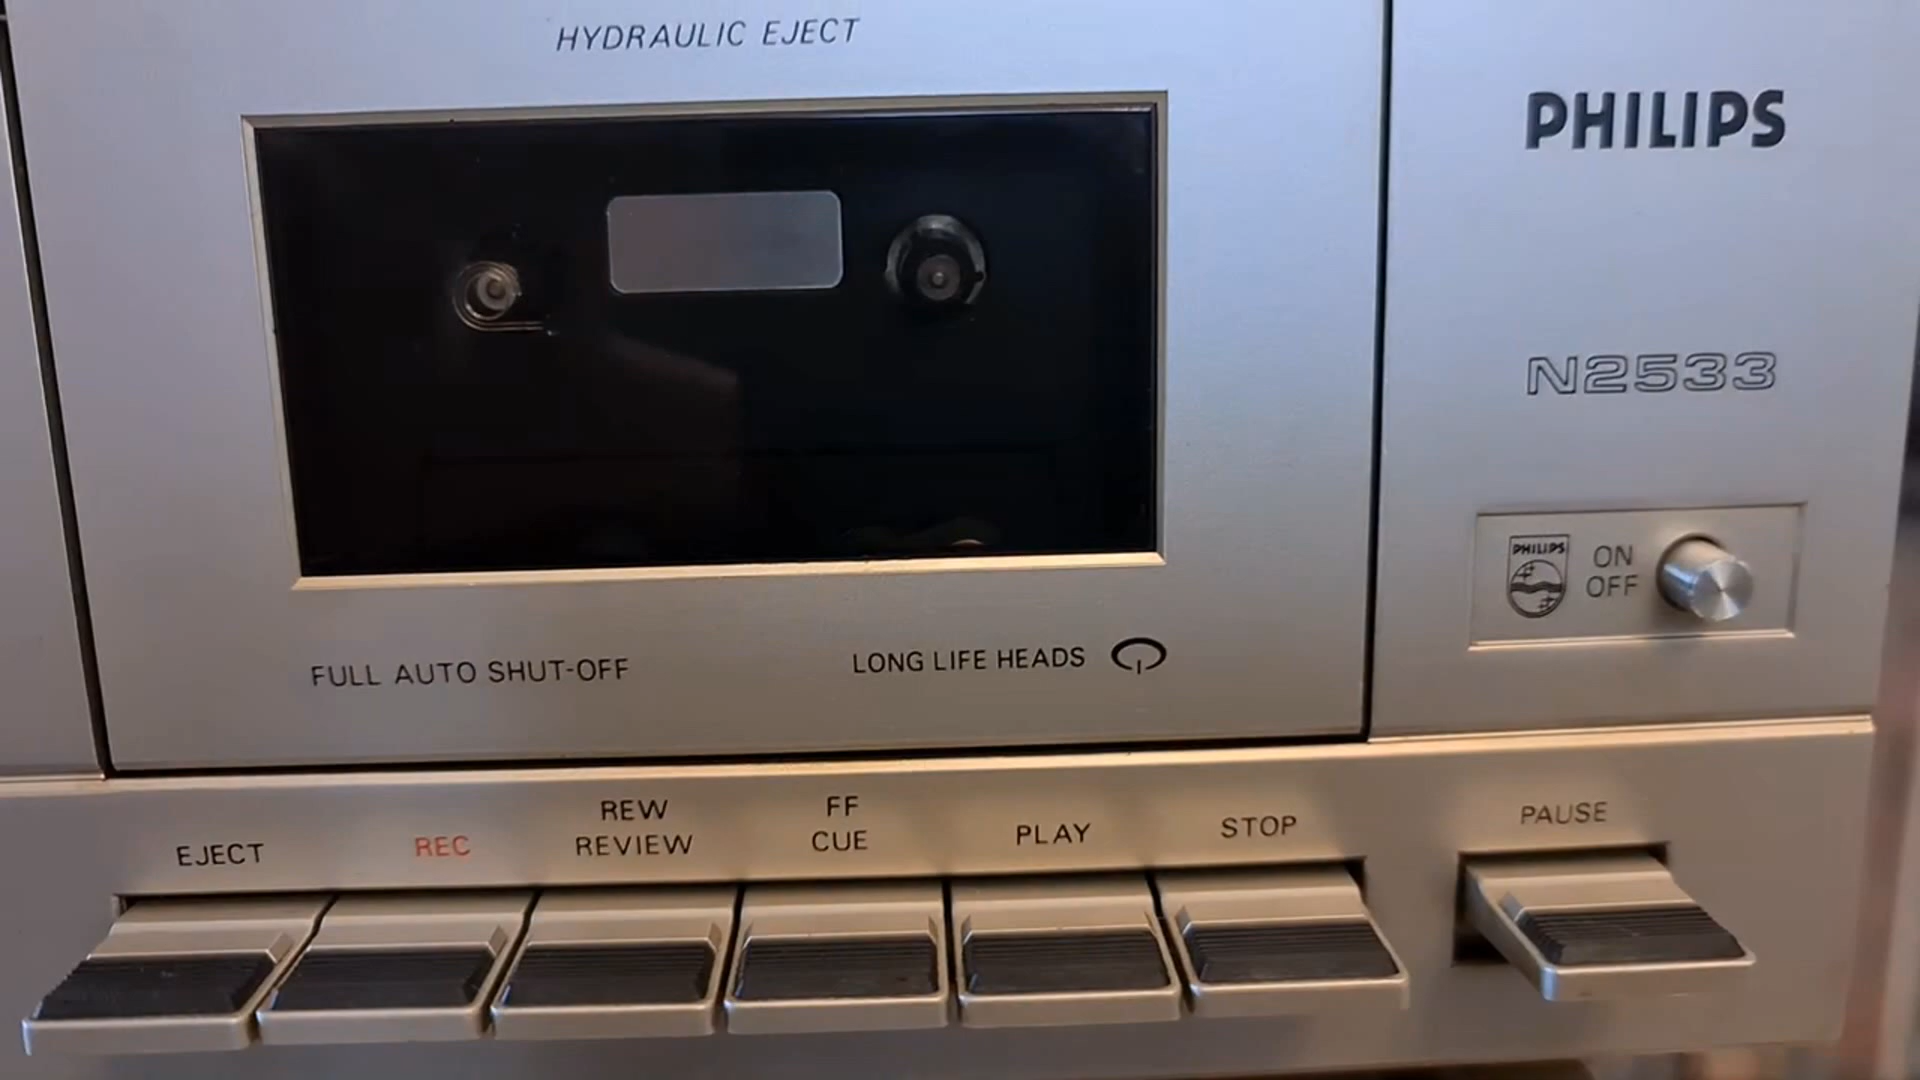 HYDRAULIC EJECT
PHILIPS
N2533
PHILIPS
ON
OFF
FULL AUTO SHUT-OFF
LONG LIFE HEADS
EJECT
REC
REW
REVIEW
FF
CUE
PLAY
STOP
PAUSE